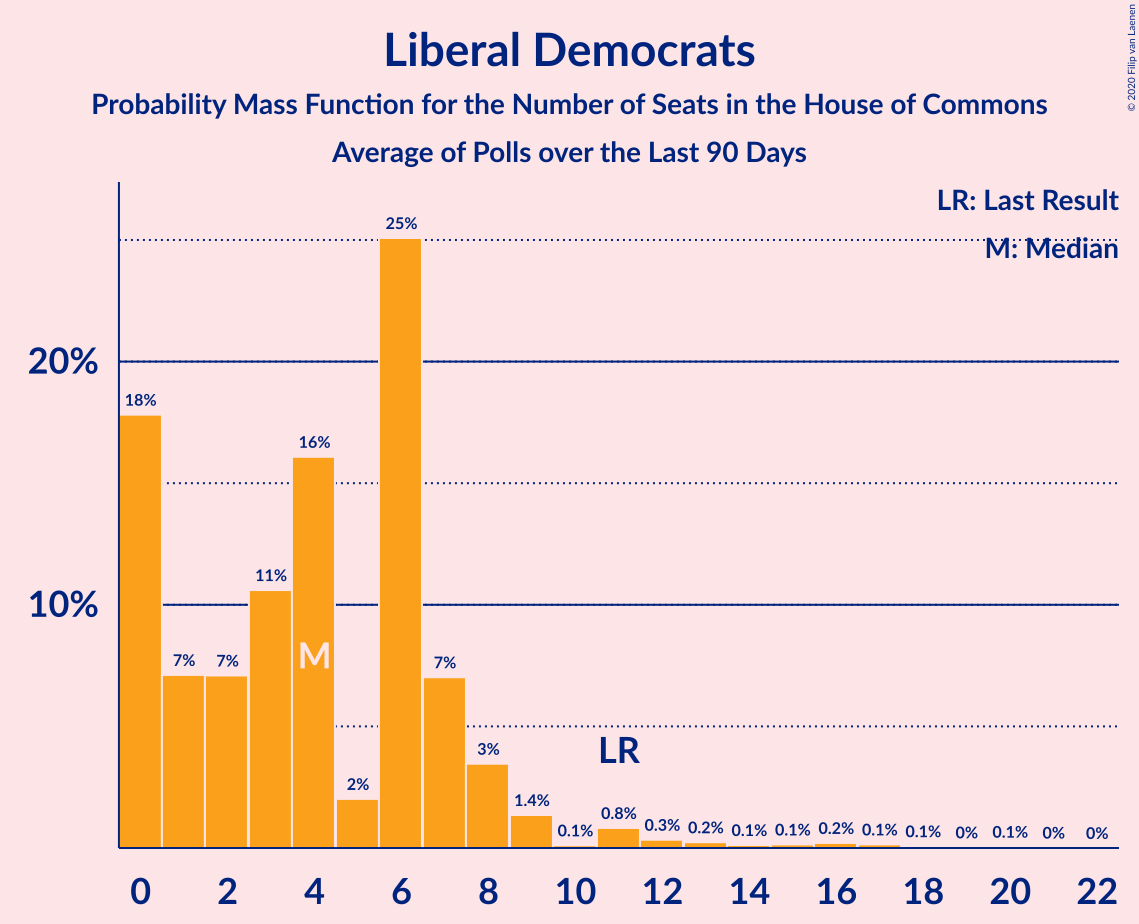 Liberal Democrats
Probability Mass Function for the Number of Seats in the House of Commons
Average of Polls over the Last 90 Days
© 2020 Filip van Laenen
LR: Last Result
M: Median
20%
10%
18%
7%
7%
11%
16%
2%
25%
7%
3%
1.4%
0.1%
0.8%
0.3%
0.2%
0.1%
0.1%
0.2%
0.1%
0.1%
0%
0.1%
0%
0%
M
LR
0 2 4 6 8 10 12 14 16 18 20 22